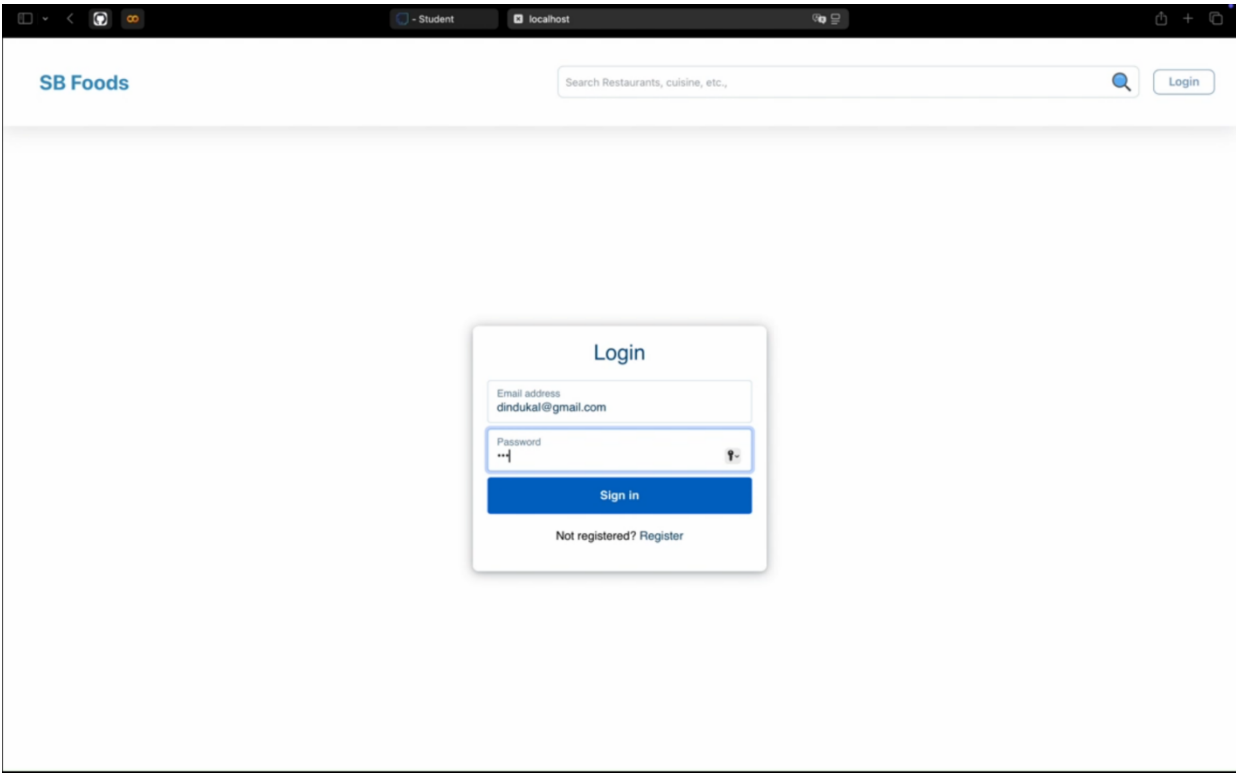 - Student
localhost
SB Foods
Search Restaurants, cuisine, etc.,
Login
Login
Email address
dindukal@gmail.com
Password
•••
Sign in
Not registered? Register